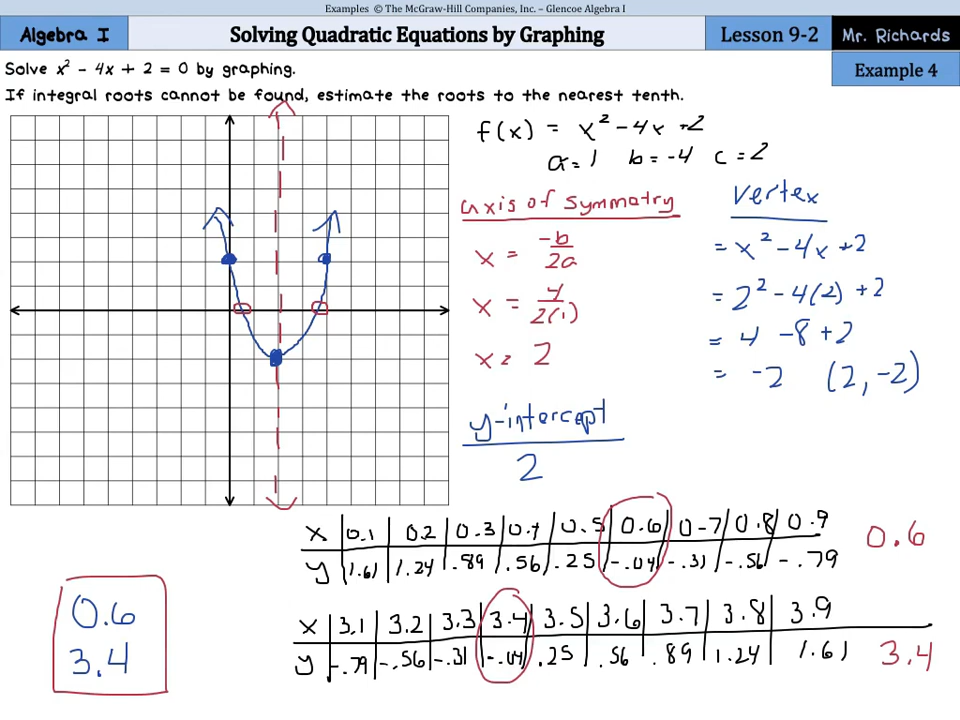 Examples © The McGraw-Hill Companies, Inc. – Glencoe Algebra I
Algebra I
Solving Quadratic Equations by Graphing
Lesson 9-2
Mr. Richards
Example 4
Solve x² - 4x + 2 = 0 by graphing.
If integral roots cannot be found, estimate the roots to the nearest tenth.
f(x) = x² - 4x + 2
a = 1 b = -4 c = 2
axis of symmatry
x = -b/2a
x = 4/2(1)
x = 2
vertex
= x² - 4x + 2
= 2² - 4(2) + 2
= 4 - 8 + 2
= -2 (2, -2)
y-intercept
2
x 0.1 0.2 0.3 0.4 0.5 0.6 0.7 0.8 0.9
y 1.61 1.24 .89 .56 .25 -.04 -.31 -.56 -.79
0.6
x 3.1 3.2 3.3 3.4 3.5 3.6 3.7 3.8 3.9
y -.79 -.56 -.31 -.04 .25 .56 .89 1.24 1.61
3.4
0.6
3.4